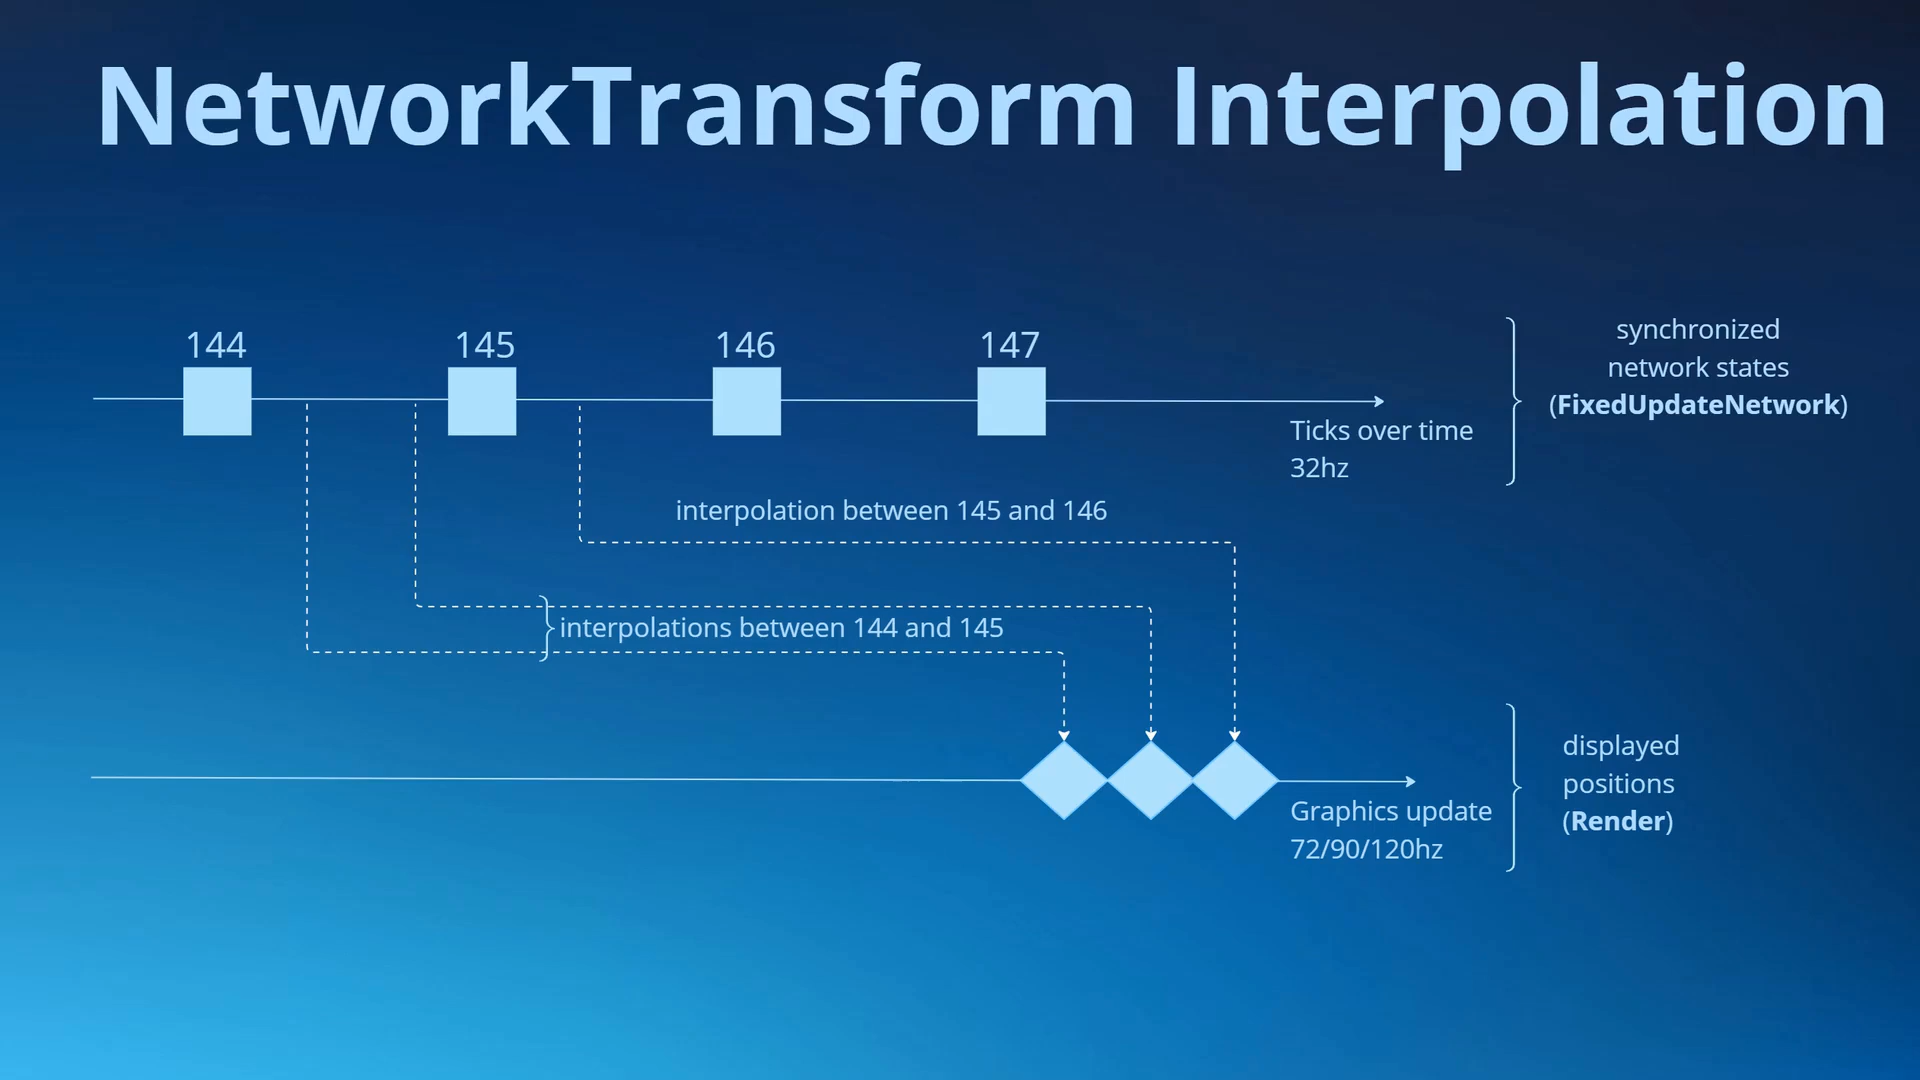 NetworkTransform Interpolation
144
145
146
147
synchronized
network states
(FixedUpdateNetwork)
Ticks over time
32hz
interpolation between 145 and 146
interpolations between 144 and 145
displayed
positions
(Render)
Graphics update
72/90/120hz